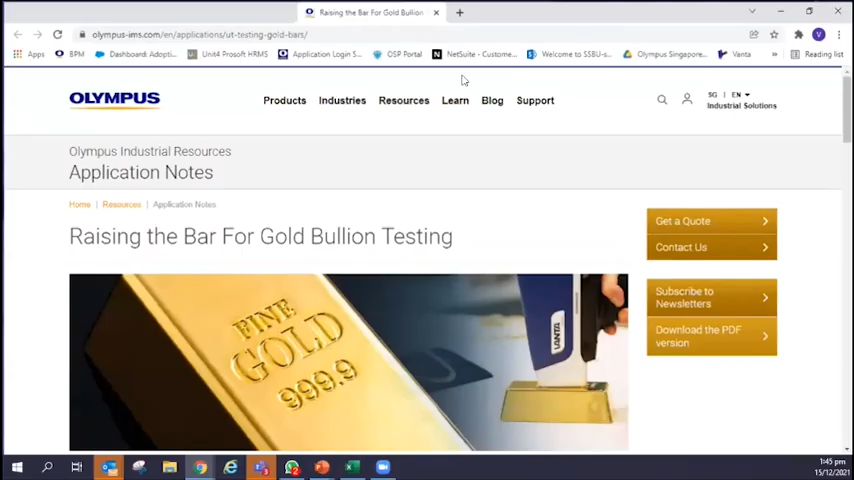 Raising the Bar For Gold Bullion
olympus-ims.com/en/applications/ut-testing-gold-bars/
Apps
BPM
Dashboard: Adopti...
Unit4 Prosoft HRMS
Application Login S...
OSP Portal
NetSuite - Custome...
Welcome to SSBU-s...
Olympus Singapore...
Vanta
»
Reading list
OLYMPUS
Products
Industries
Resources
Learn
Blog
Support
SG | EN
Industrial Solutions
Olympus Industrial Resources
Application Notes
Home | Resources | Application Notes
Raising the Bar For Gold Bullion Testing
Get a Quote
Contact Us
Subscribe to
Newsletters
Download the PDF
version
FINE
GOLD
999.9
VANTA
1:45 pm
15/12/2021